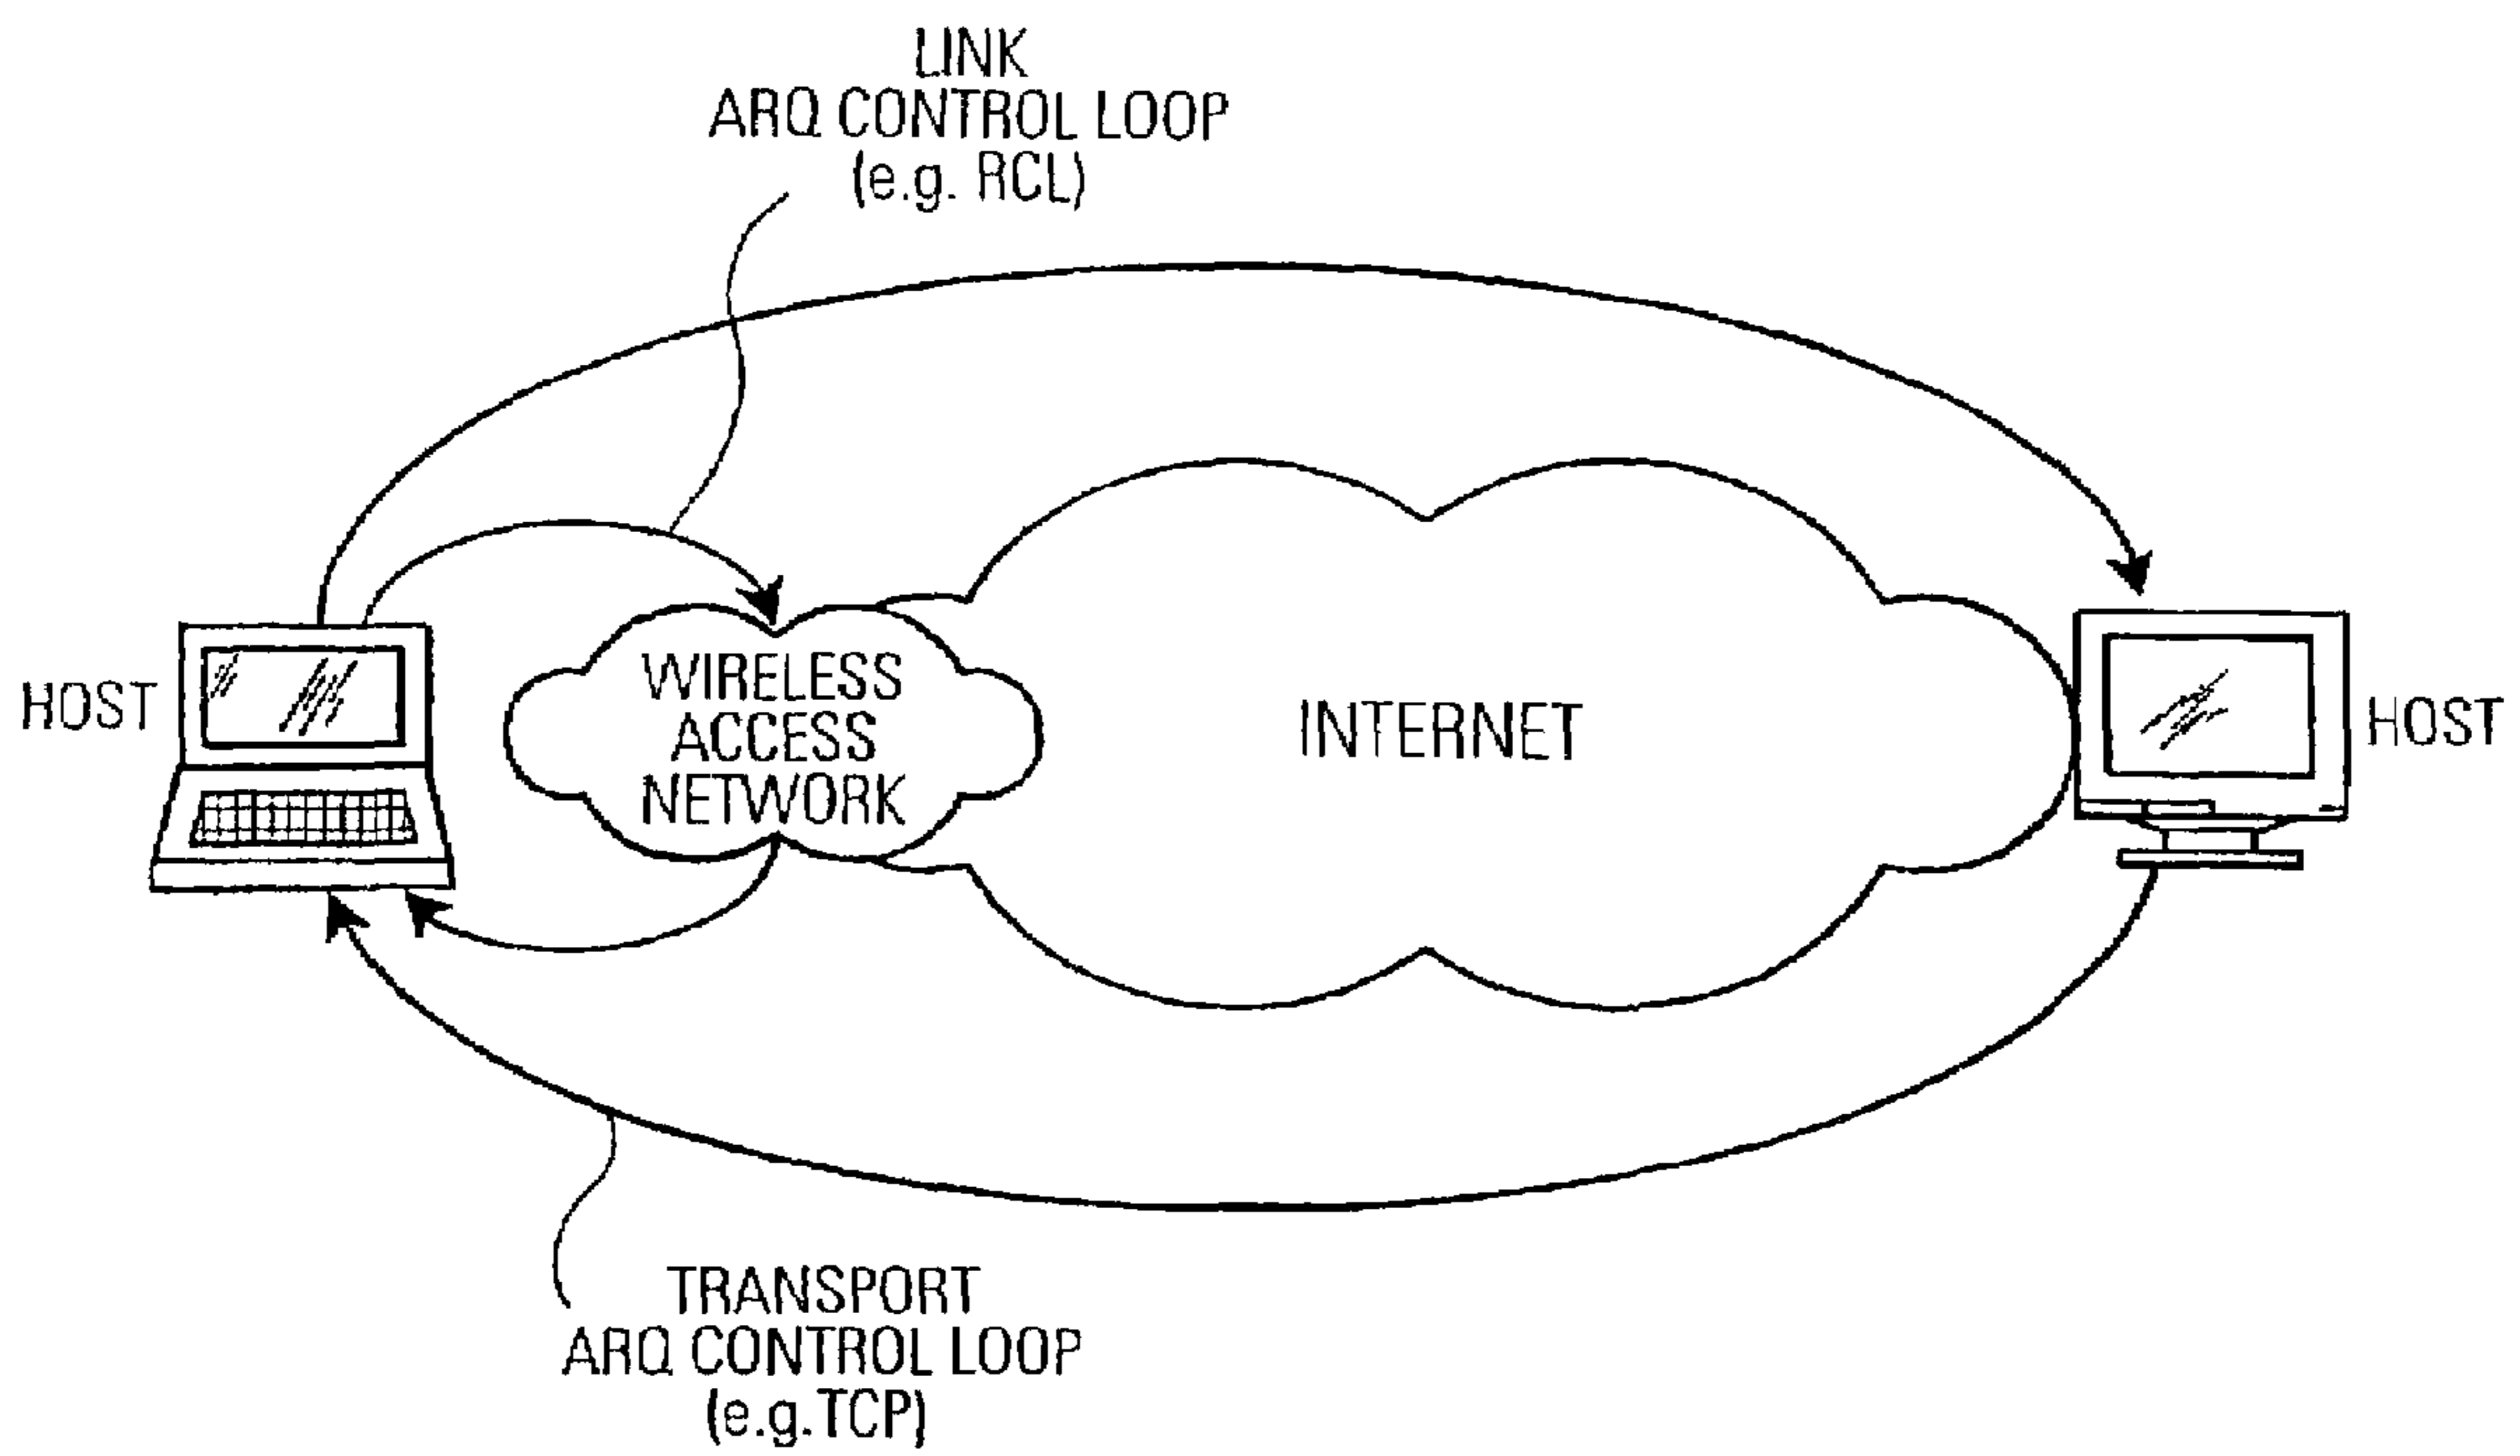 LINK
ARQ CONTROL LOOP
(e.g. RCL)
HOST
WIRELESS
ACCESS
NETWORK
INTERNET
HOST
TRANSPORT
ARQ CONTROL LOOP
(e.g.TCP)